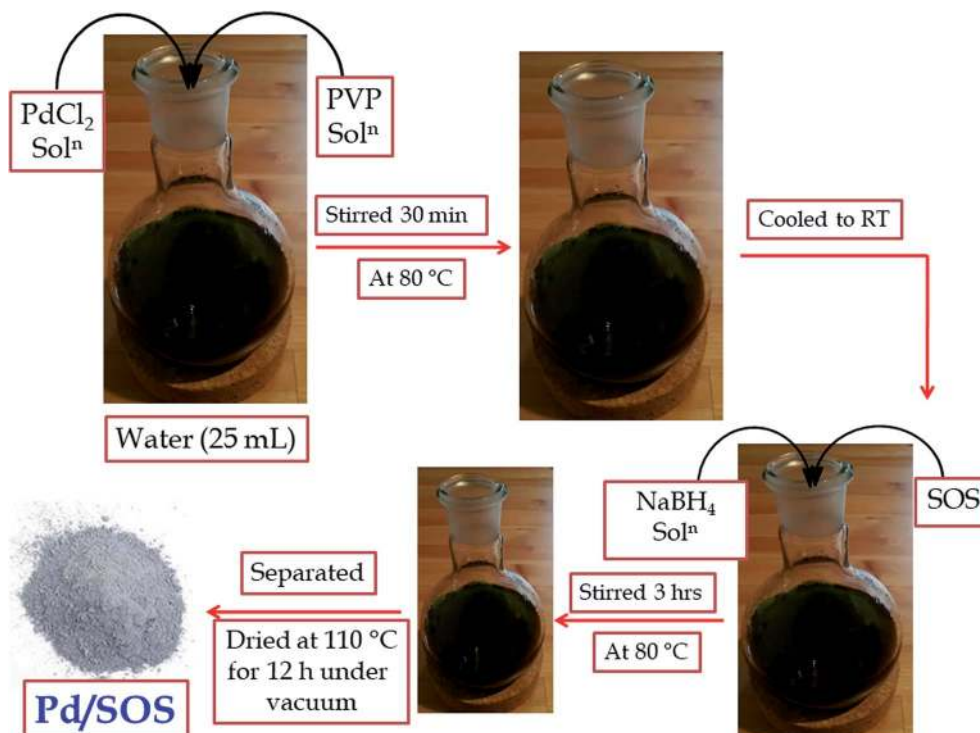 PdCl₂
Solⁿ
PVP
Solⁿ
Stirred 30 min
At 80 °C
Cooled to RT
Water (25 mL)
NaBH₄
Solⁿ
SOS
Stirred 3 hrs
At 80 °C
Separated
Dried at 110 °C
for 12 h under
vacuum
Pd/SOS